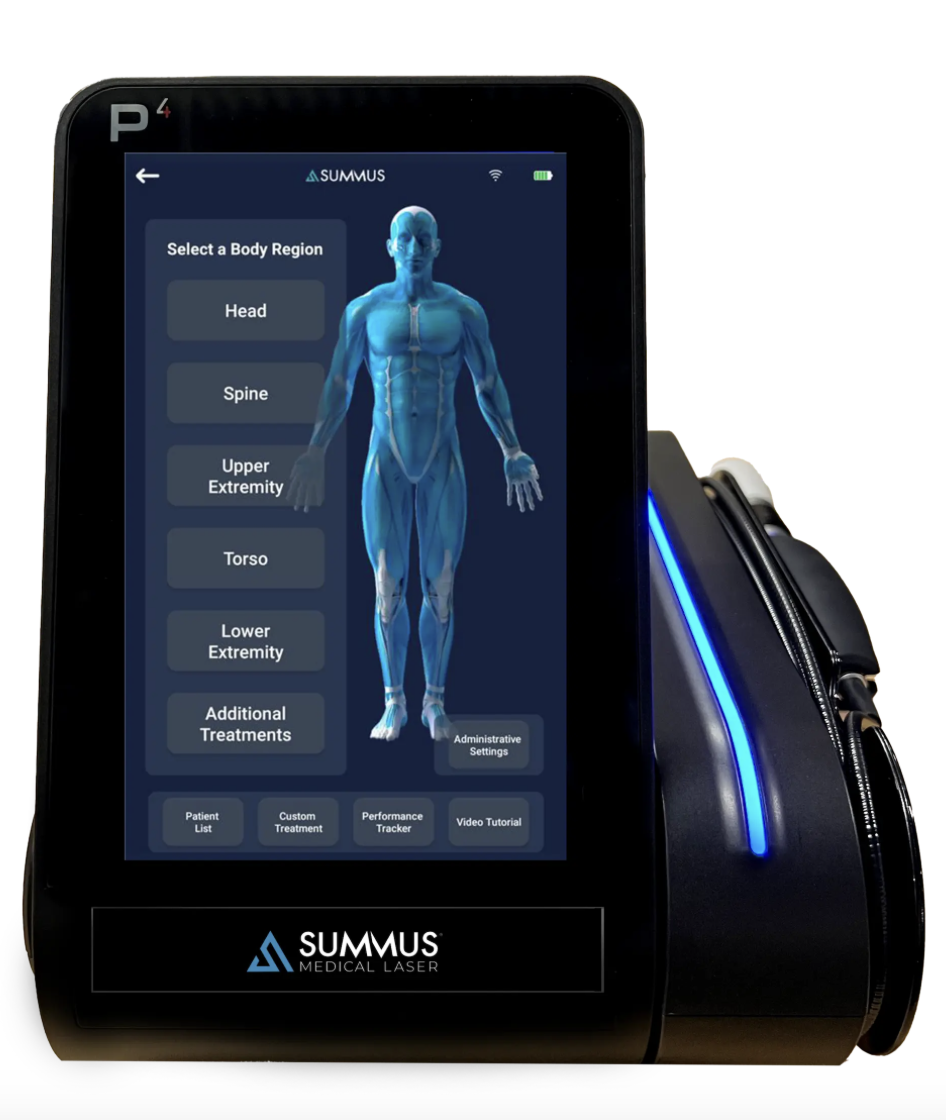 P4
SUMMUS
Select a Body Region
Head
Spine
Upper
Extremity
Torso
Lower
Extremity
Additional
Treatments
Administrative
Settings
Patient
List
Custom
Treatment
Performance
Tracker
Video Tutorial
SUMMUS
MEDICAL LASER